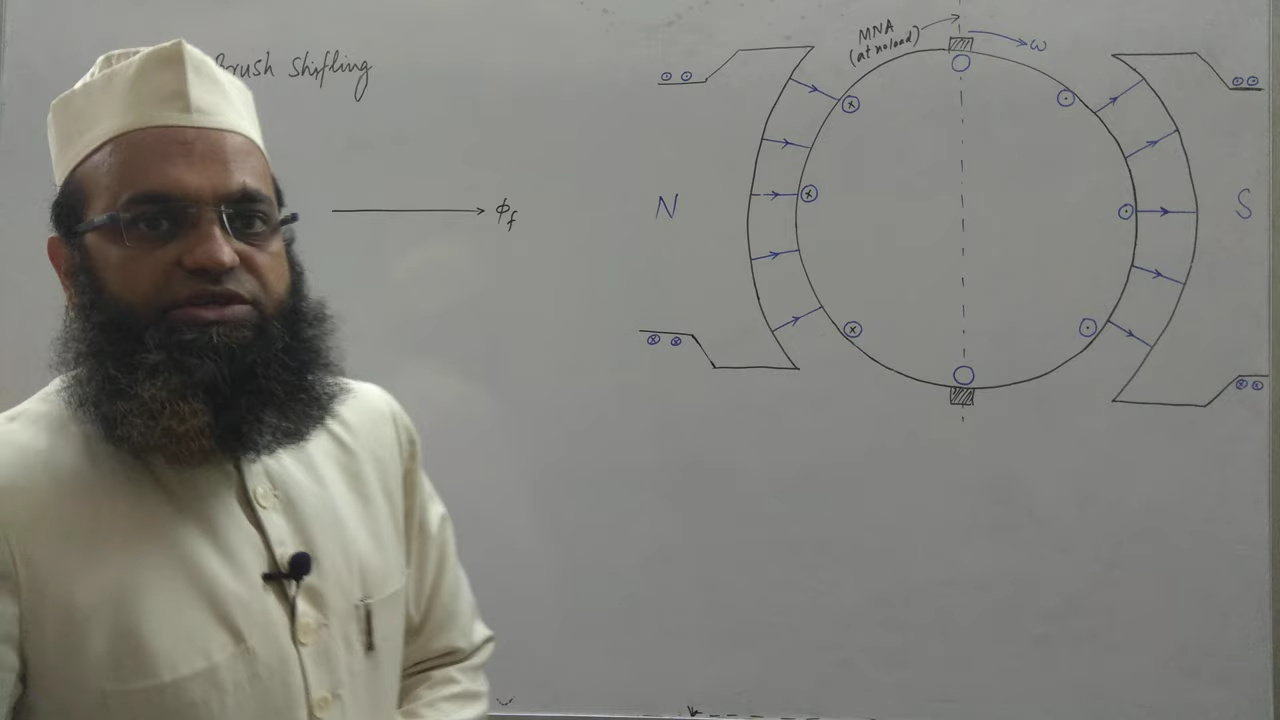 Brush Shifting
MNA
(at no load)
ω
N
S
ϕf